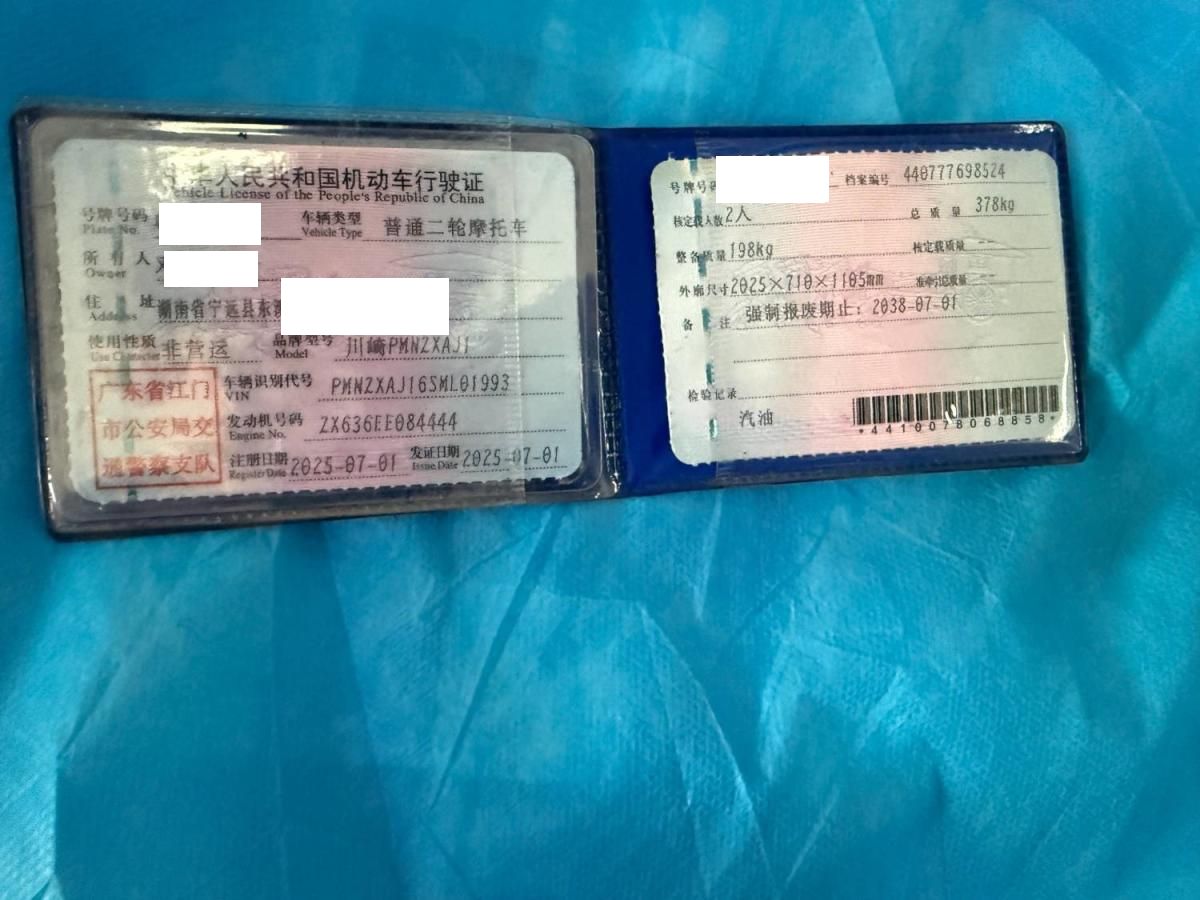 中华人民共和国机动车行驶证
Vehicle License of the People's Republic of China
号牌号码 Plate No. 车辆类型 Vehicle Type 普通二轮摩托车
所有人 Owner
住址 Address 湖南省宁远县东
使用性质 Use Character 非营运 品牌型号 Model 川崎PMNZXAJ1
广东省江门
市公安局交
通警察支队
车辆识别代号 VIN PMNZXAJ16SML01993
发动机号码 Engine No. ZX636EE084444
注册日期 Register Date 2025-07-01 发证日期 Issue Date 2025-07-01
号牌号码 档案编号 440777698524
核定载人数 2人 总质量 378kg
整备质量 198kg 核定载质量 --
外廓尺寸 2025×710×1105mm 准牵引总质量 --
备注 强制报废期止：2038-07-01
检验记录
汽油
*4410078068858*